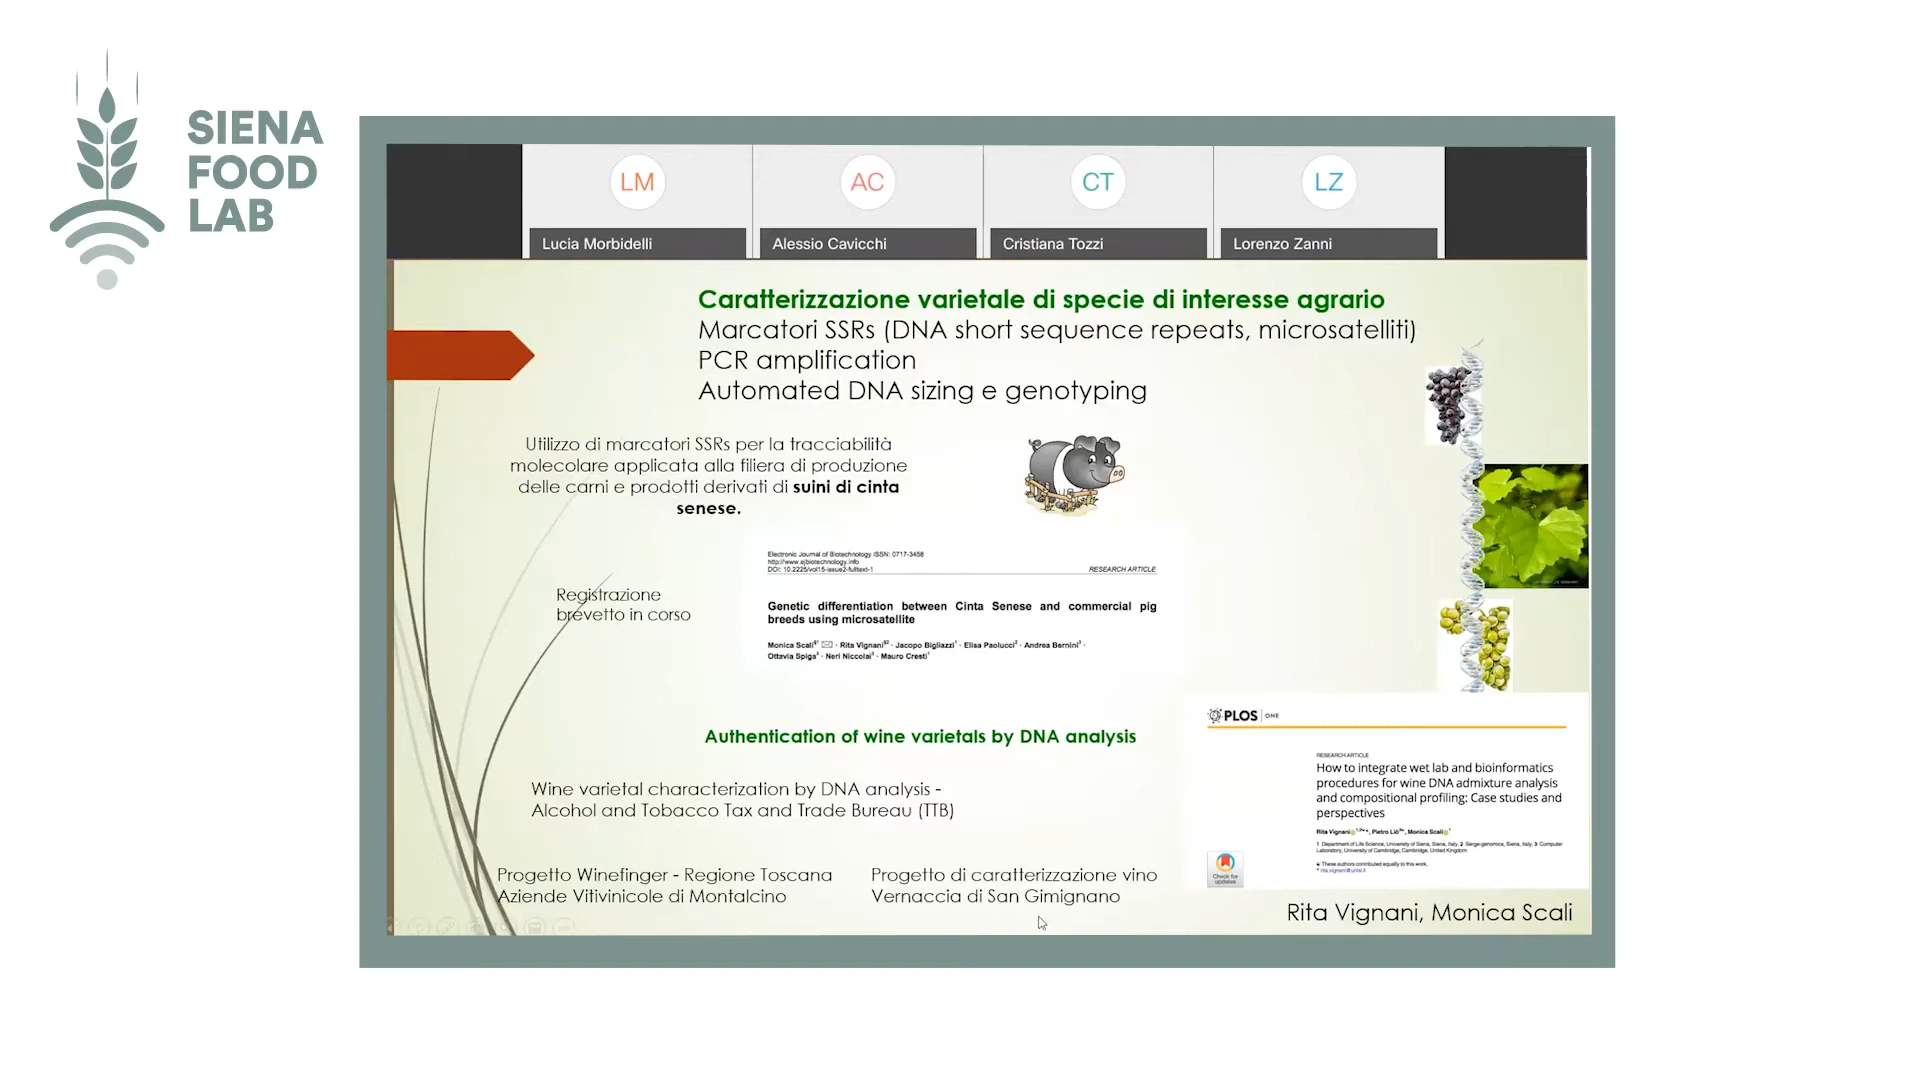 SIENA
FOOD
LAB
LM
AC
CT
LZ
Lucia Morbidelli
Alessio Cavicchi
Cristiana Tozzi
Lorenzo Zanni
Caratterizzazione varietale di specie di interesse agrario
Marcatori SSRs (DNA short sequence repeats, microsatelliti)
PCR amplification
Automated DNA sizing e genotyping
Utilizzo di marcatori SSRs per la tracciabilità
molecolare applicata alla filiera di produzione
delle carni e prodotti derivati di suini di cinta
senese.
Electronic Journal of Biotechnology ISSN: 0717-3458
http://www.ejbiotechnology.info
DOI: 10.2225/vol15-issue2-fulltext-1
RESEARCH ARTICLE
Registrazione
brevetto in corso
Genetic differentiation between Cinta Senese and commercial pig
breeds using microsatellite
Monica Scali · Rita Vignani · Jacopo Bigliazzi · Elisa Paolucci · Andrea Bernini ·
Ottavia Spiga · Neri Niccolai · Mauro Cresti
Authentication of wine varietals by DNA analysis
Wine varietal characterization by DNA analysis -
Alcohol and Tobacco Tax and Trade Bureau (TTB)
Progetto Winefinger - Regione Toscana
Aziende Vitivinicole di Montalcino
Progetto di caratterizzazione vino
Vernaccia di San Gimignano
PLOS ONE
RESEARCH ARTICLE
How to integrate wet lab and bioinformatics
procedures for wine DNA admixture analysis
and compositional profiling: Case studies and
perspectives
Rita Vignani, Pietro Liò, Monica Scali
1 Department of Life Science, University of Siena, Siena, Italy, 2 Serge-genomics, Siena, Italy, 3 Computer
Laboratory, University of Cambridge, Cambridge, United Kingdom
These authors contributed equally to this work.
* rita.vignani@unisi.it
Check for
updates
Rita Vignani, Monica Scali